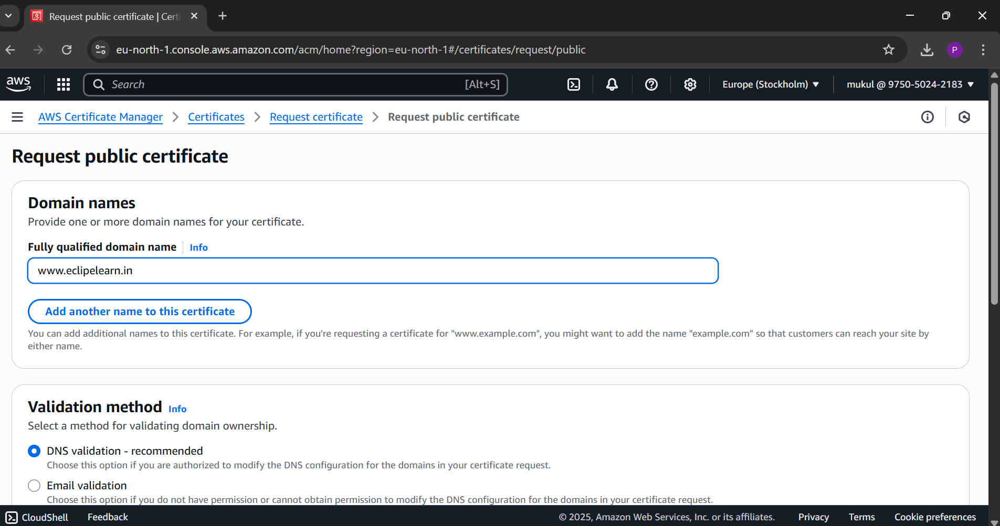 Request public certificate | Certi
eu-north-1.console.aws.amazon.com/acm/home?region=eu-north-1#/certificates/request/public
P
aws
Search
[Alt+S]
Europe (Stockholm) ▼
mukul @ 9750-5024-2183 ▼
AWS Certificate Manager > Certificates > Request certificate > Request public certificate
Request public certificate
Domain names
Provide one or more domain names for your certificate.
Fully qualified domain name | Info
www.eclipelearn.in
Add another name to this certificate
You can add additional names to this certificate. For example, if you're requesting a certificate for "www.example.com", you might want to add the name "example.com" so that customers can reach your site by
either name.
Validation method Info
Select a method for validating domain ownership.
DNS validation - recommended
Choose this option if you are authorized to modify the DNS configuration for the domains in your certificate request.
Email validation
Choose this option if you do not have permission or cannot obtain permission to modify the DNS configuration for the domains in your certificate request.
CloudShell Feedback © 2025, Amazon Web Services, Inc. or its affiliates. Privacy Terms Cookie preferences